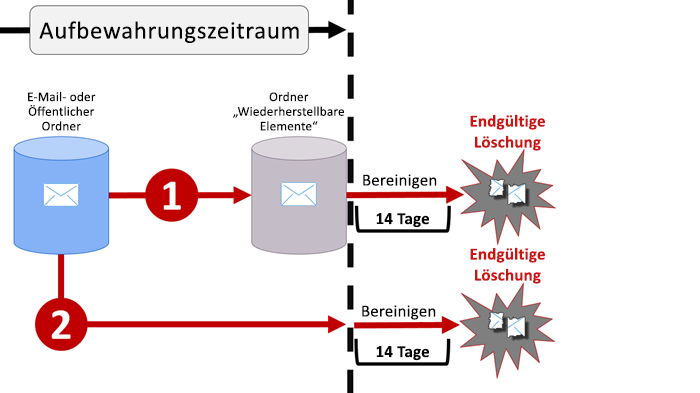 Aufbewahrungszeitraum
E-Mail- oder
Öffentlicher
Ordner
Ordner
„Wiederherstellbare
Elemente“
1
Bereinigen
14 Tage
Endgültige
Löschung
2
Bereinigen
14 Tage
Endgültige
Löschung